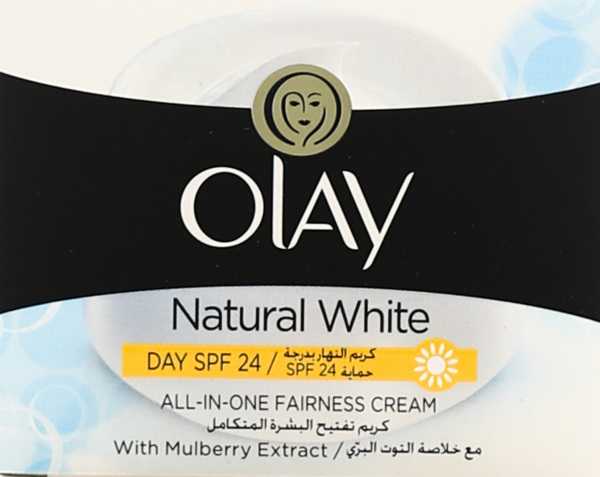 OLAY
Natural White
DAY SPF 24 / كريم النهار بدرجة
حماية SPF 24
ALL-IN-ONE FAIRNESS CREAM
كريم تفتيح البشرة المتكامل
With Mulberry Extract / مع خلاصة التوت البرّي